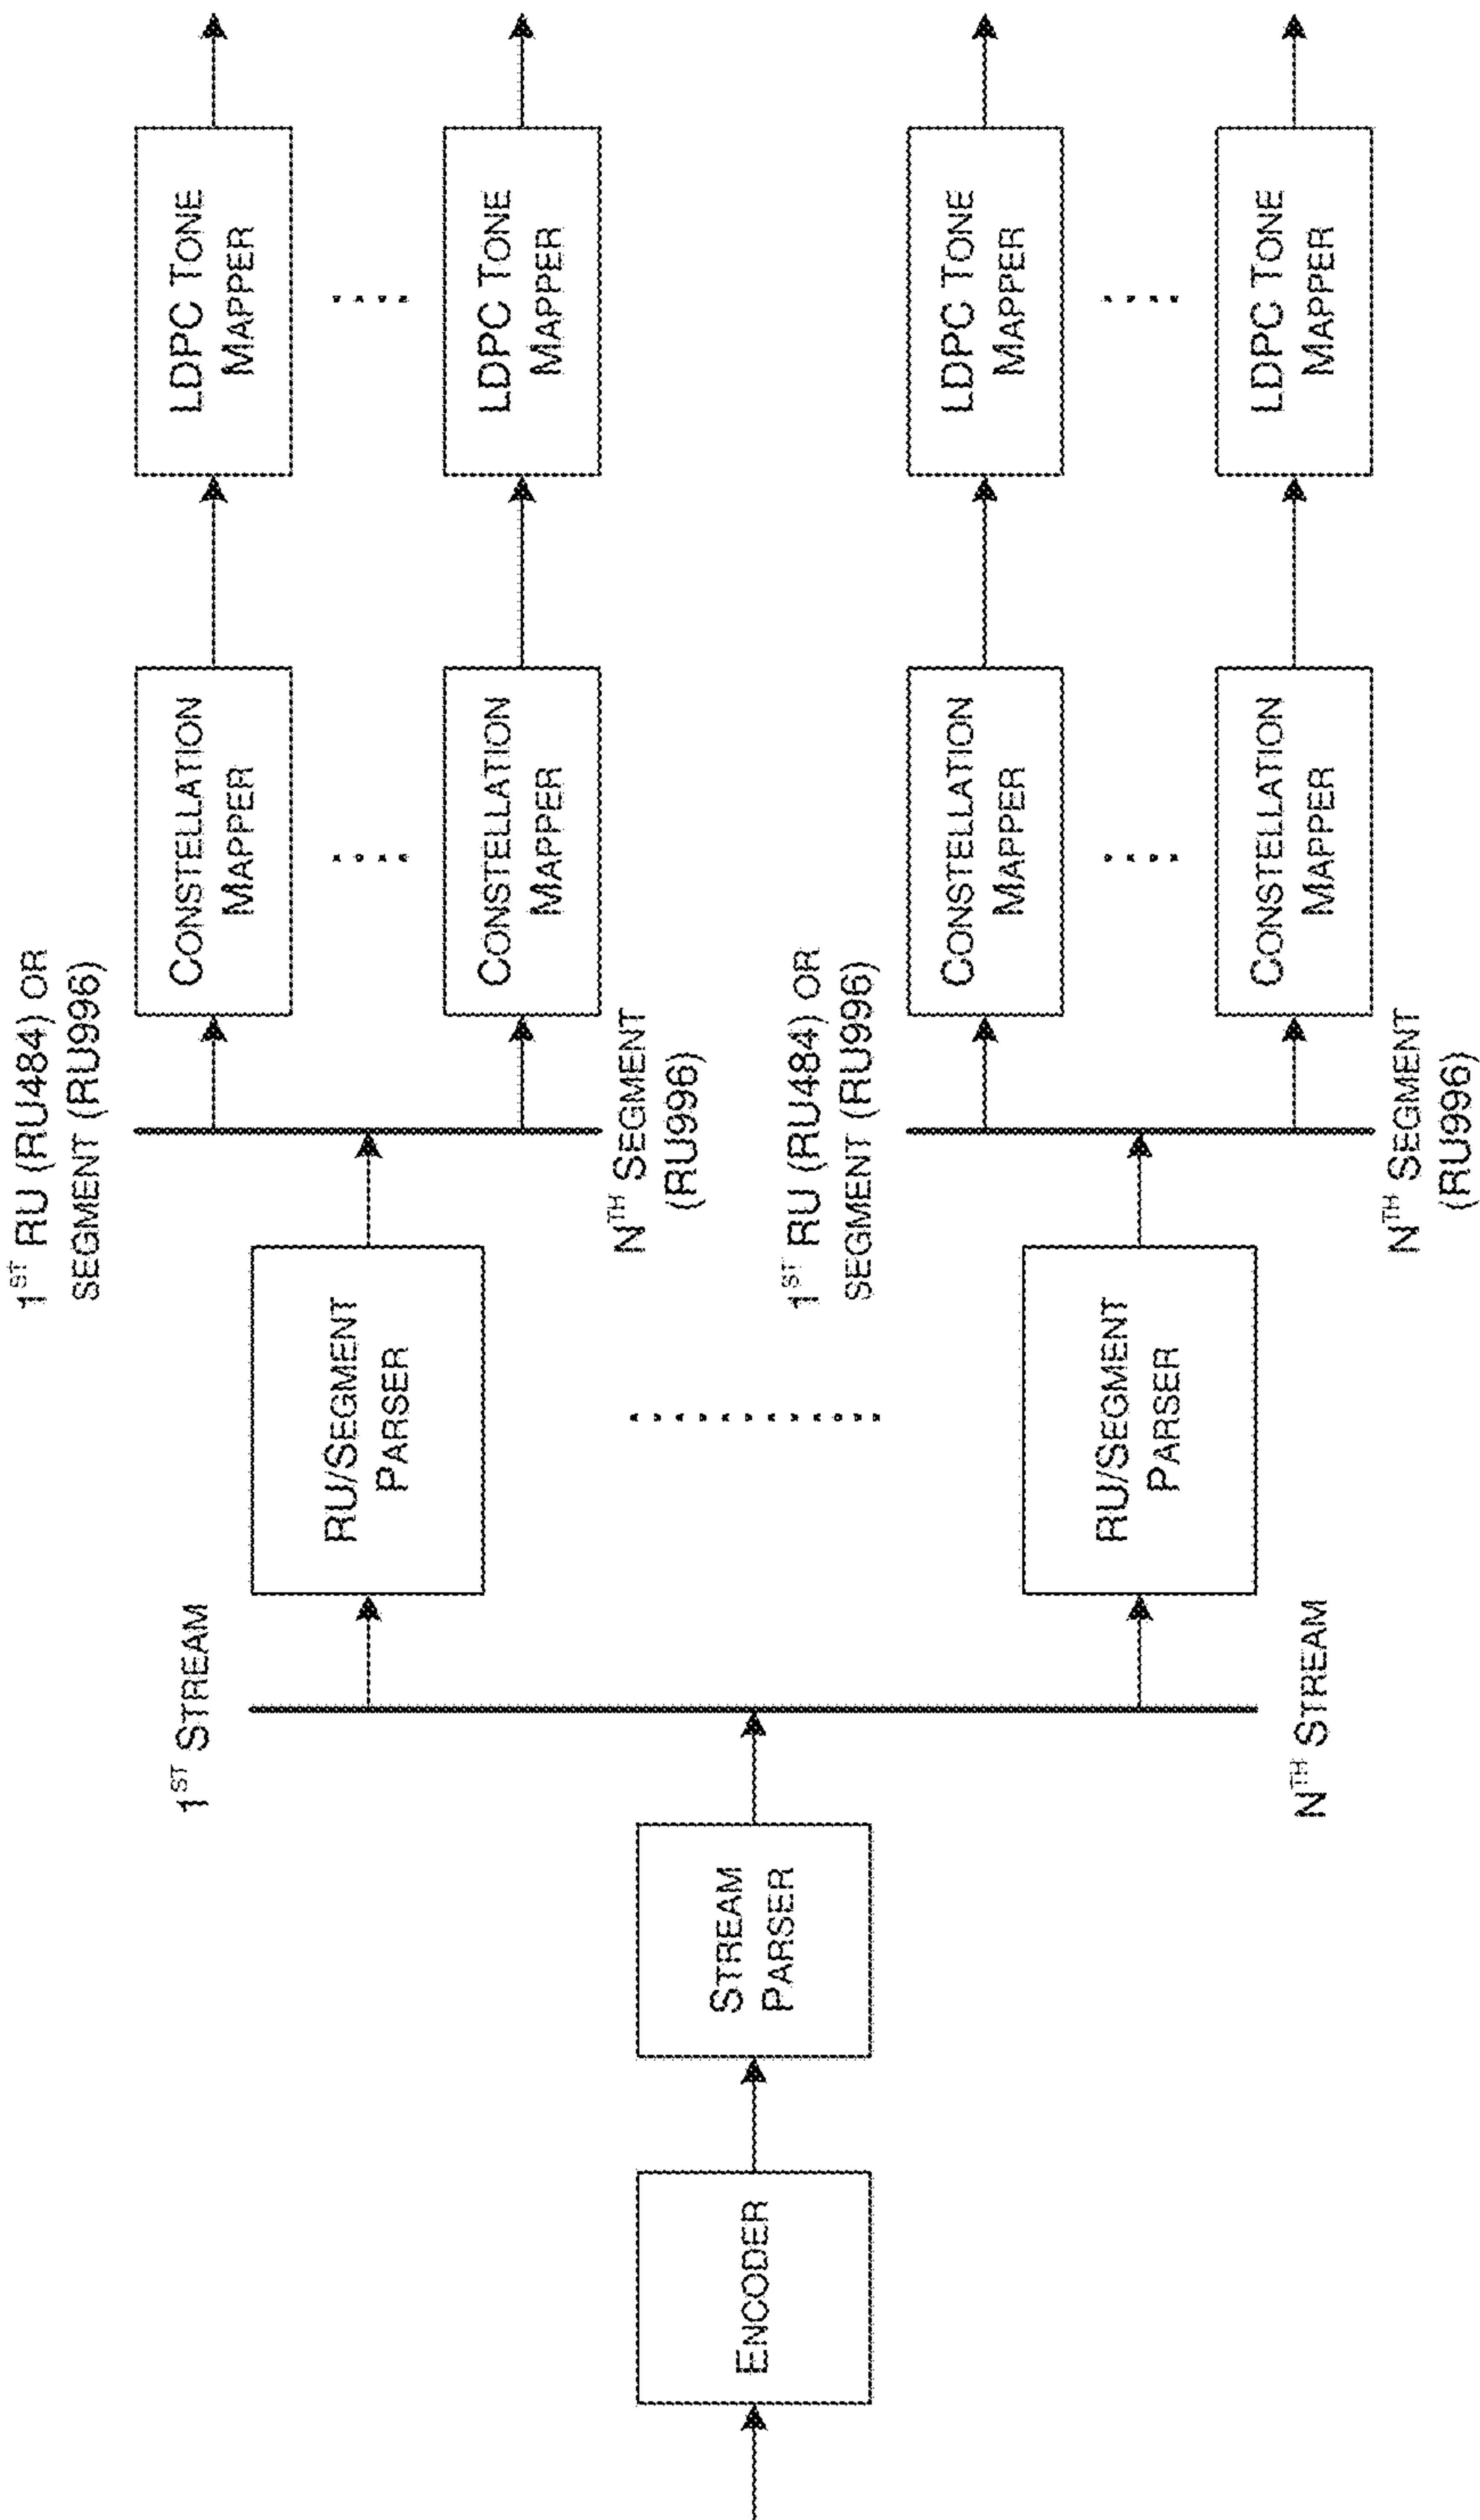 ENCODER
STREAM
PARSER
1ST STREAM
NTH STREAM
RU/SEGMENT
PARSER
RU/SEGMENT
PARSER
1ST RU (RU484) OR
SEGMENT (RU996)
CONSTELLATION
MAPPER
LDPC TONE
MAPPER
CONSTELLATION
MAPPER
LDPC TONE
MAPPER
NTH SEGMENT
(RU996)
1ST RU (RU484) OR
SEGMENT (RU996)
CONSTELLATION
MAPPER
LDPC TONE
MAPPER
CONSTELLATION
MAPPER
LDPC TONE
MAPPER
NTH SEGMENT
(RU996)